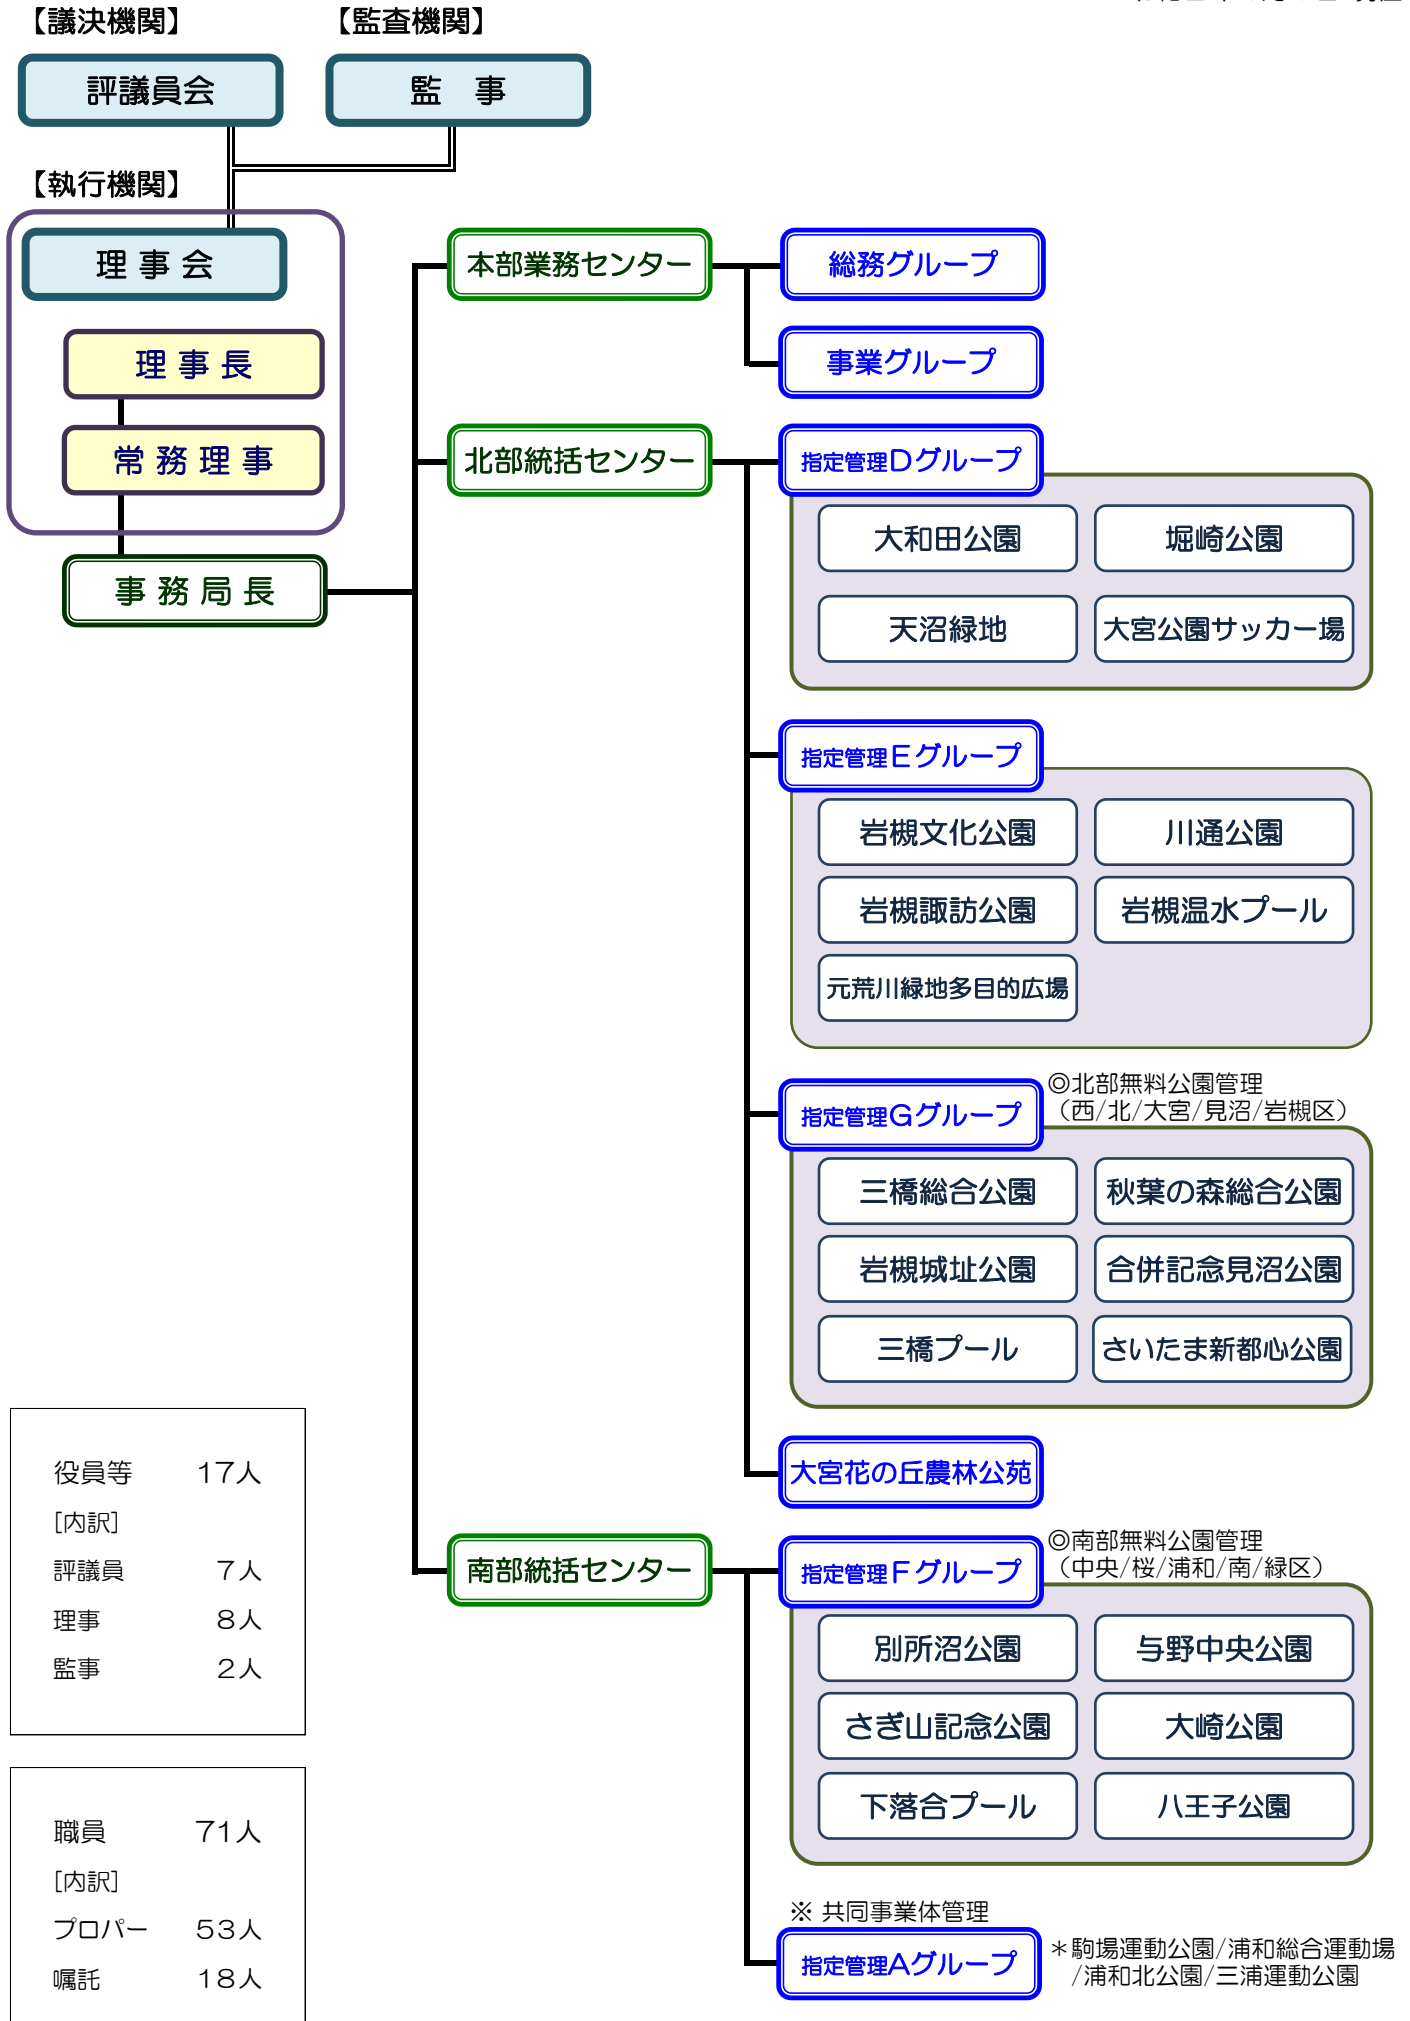 【議決機関】
【監査機関】
評議員会
監　事
【執行機関】
理 事 会
理 事 長
常 務 理 事
事 務 局 長
本部業務センター
総務グループ
事業グループ
北部統括センター
指定管理Dグループ
大和田公園
堀崎公園
天沼緑地
大宮公園サッカー場
指定管理Eグループ
岩槻文化公園
川通公園
岩槻諏訪公園
岩槻温水プール
元荒川緑地多目的広場
指定管理Gグループ
◎北部無料公園管理
（西/北/大宮/見沼/岩槻区）
三橋総合公園
秋葉の森総合公園
岩槻城址公園
合併記念見沼公園
三橋プール
さいたま新都心公園
大宮花の丘農林公苑
南部統括センター
指定管理Fグループ
◎南部無料公園管理
（中央/桜/浦和/南/緑区）
別所沼公園
与野中央公園
さぎ山記念公園
大崎公園
下落合プール
八王子公園
※ 共同事業体管理
指定管理Aグループ
＊駒場運動公園/浦和総合運動場
/浦和北公園/三浦運動公園
役員等 17人
[内訳]
評議員 7人
理事 8人
監事 2人
職員 71人
[内訳]
プロパー 53人
嘱託 18人